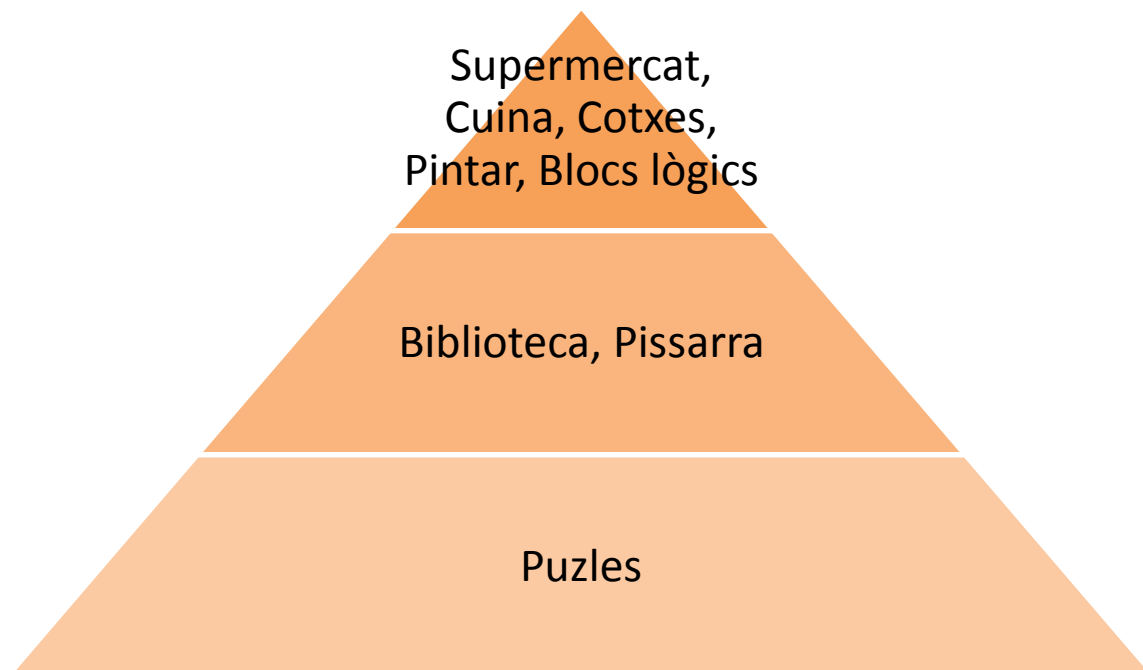 Supermercat,
Cuina, Cotxes,
Pintar, Blocs lògics
Biblioteca, Pissarra
Puzles